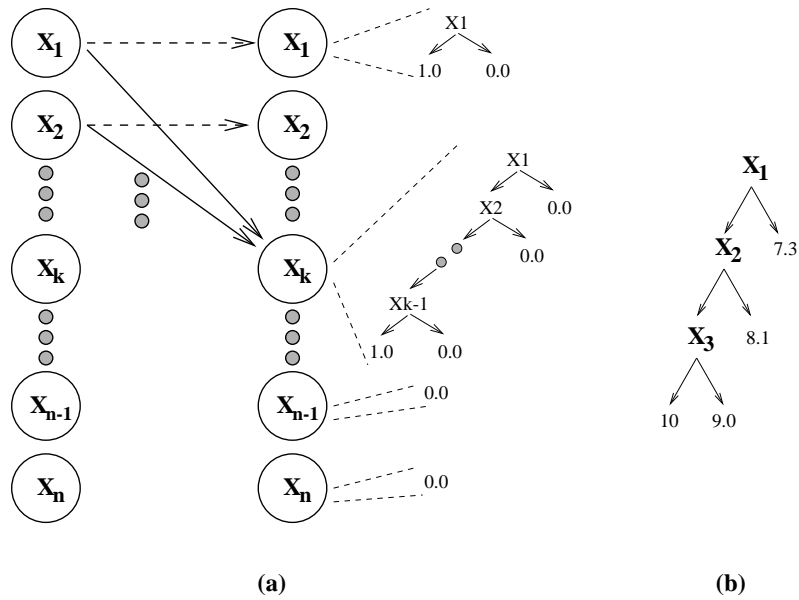 X1 X1 X1
1.0 0.0
X2 X2
X1
X2 0.0
0.0
Xk Xk
Xk-1
1.0 0.0
Xn-1 Xn-1 0.0
Xn Xn 0.0
(a)
X1
X2 7.3
X3 8.1
10 9.0
(b)